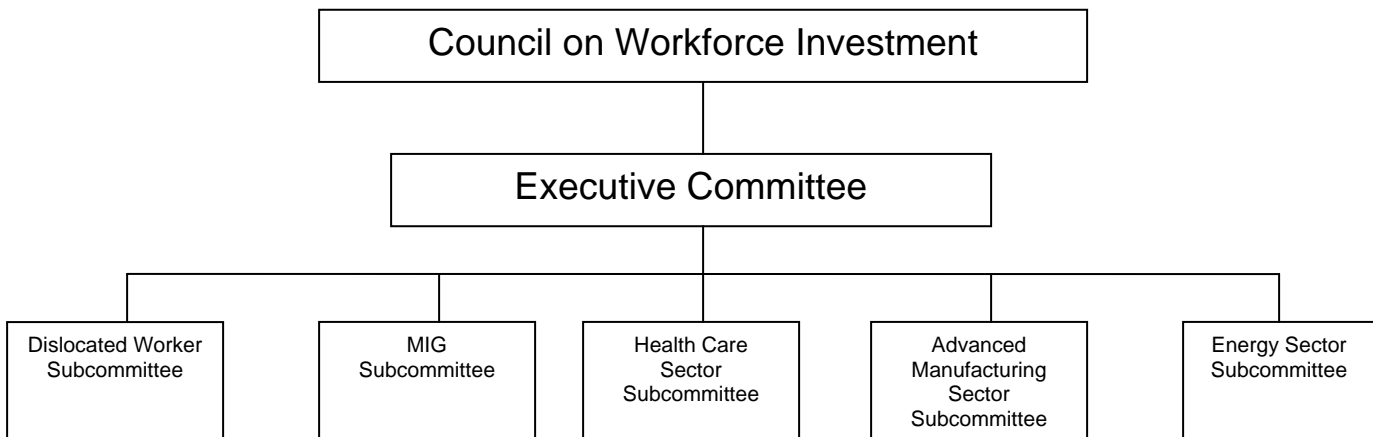 Council on Workforce Investment
Executive Committee
Dislocated Worker
Subcommittee
MIG
Subcommittee
Health Care
Sector
Subcommittee
Advanced
Manufacturing
Sector
Subcommittee
Energy Sector
Subcommittee